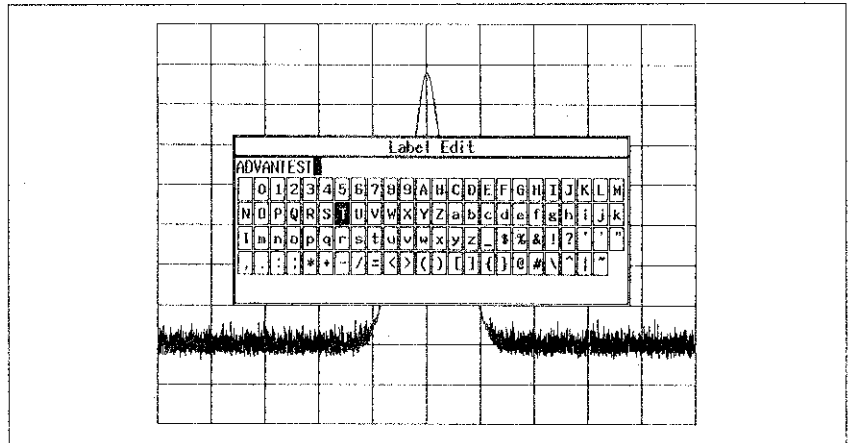 Label Edit
ADVANTEST
0 1 2 3 4 5 6 7 8 9 A B C D E F G H I J K L M
N O P Q R S T U V W X Y Z a b c d e f g h i j k
l m n o p q r s t u v w x y z _ $ % & ! ? ` ' "
, . : ; * + - / = < > ( ) [ ] { } @ # \ ^ | ~